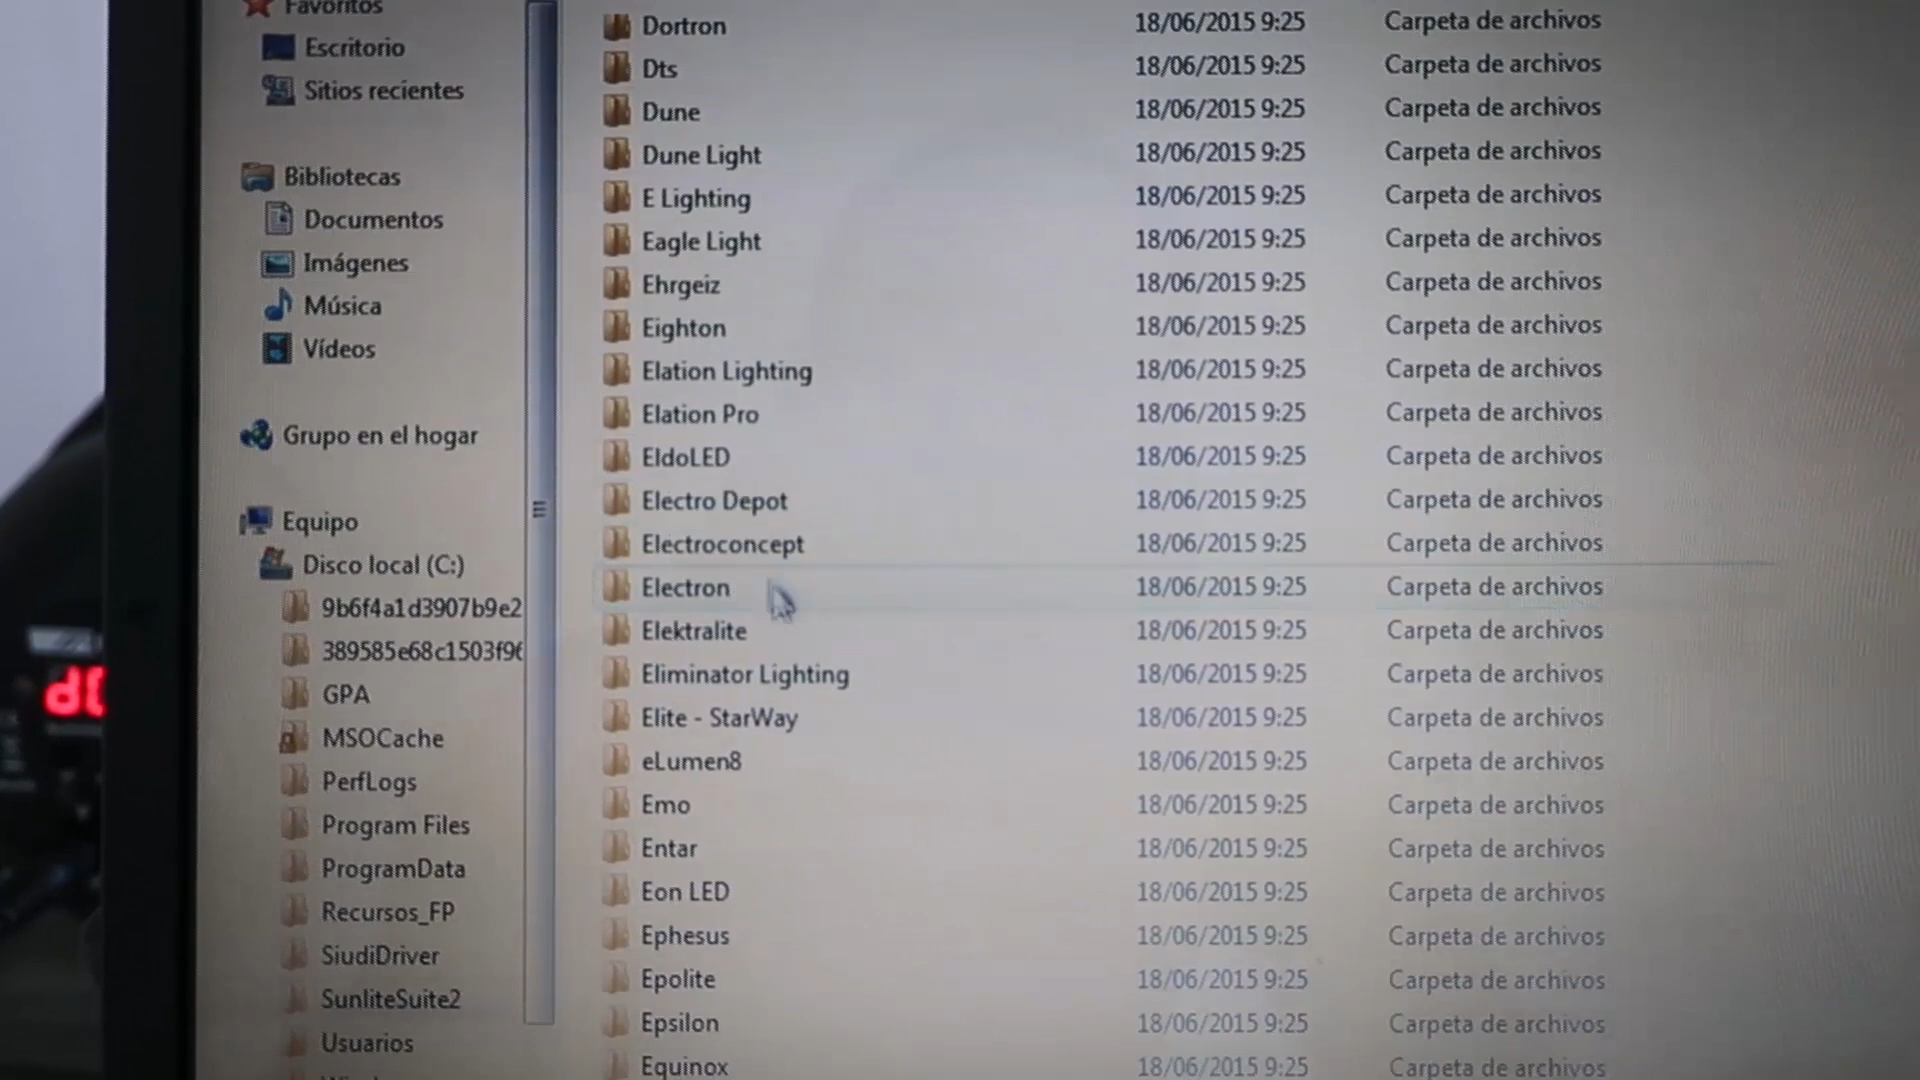 Favoritos
Escritorio
Sitios recientes
Bibliotecas
Documentos
Imágenes
Música
Vídeos
Grupo en el hogar
Equipo
Disco local (C:)
9b6f4a1d3907b9e2
389585e68c1503f96
GPA
MSOCache
PerfLogs
Program Files
ProgramData
Recursos_FP
SiudiDriver
SunliteSuite2
Usuarios
Dortron 18/06/2015 9:25 Carpeta de archivos
Dts 18/06/2015 9:25 Carpeta de archivos
Dune 18/06/2015 9:25 Carpeta de archivos
Dune Light 18/06/2015 9:25 Carpeta de archivos
E Lighting 18/06/2015 9:25 Carpeta de archivos
Eagle Light 18/06/2015 9:25 Carpeta de archivos
Ehrgeiz 18/06/2015 9:25 Carpeta de archivos
Eighton 18/06/2015 9:25 Carpeta de archivos
Elation Lighting 18/06/2015 9:25 Carpeta de archivos
Elation Pro 18/06/2015 9:25 Carpeta de archivos
EldoLED 18/06/2015 9:25 Carpeta de archivos
Electro Depot 18/06/2015 9:25 Carpeta de archivos
Electroconcept 18/06/2015 9:25 Carpeta de archivos
Electron 18/06/2015 9:25 Carpeta de archivos
Elektralite 18/06/2015 9:25 Carpeta de archivos
Eliminator Lighting 18/06/2015 9:25 Carpeta de archivos
Elite - StarWay 18/06/2015 9:25 Carpeta de archivos
eLumen8 18/06/2015 9:25 Carpeta de archivos
Emo 18/06/2015 9:25 Carpeta de archivos
Entar 18/06/2015 9:25 Carpeta de archivos
Eon LED 18/06/2015 9:25 Carpeta de archivos
Ephesus 18/06/2015 9:25 Carpeta de archivos
Epolite 18/06/2015 9:25 Carpeta de archivos
Epsilon 18/06/2015 9:25 Carpeta de archivos
Equinox 18/06/2015 9:25 Carpeta de archivos